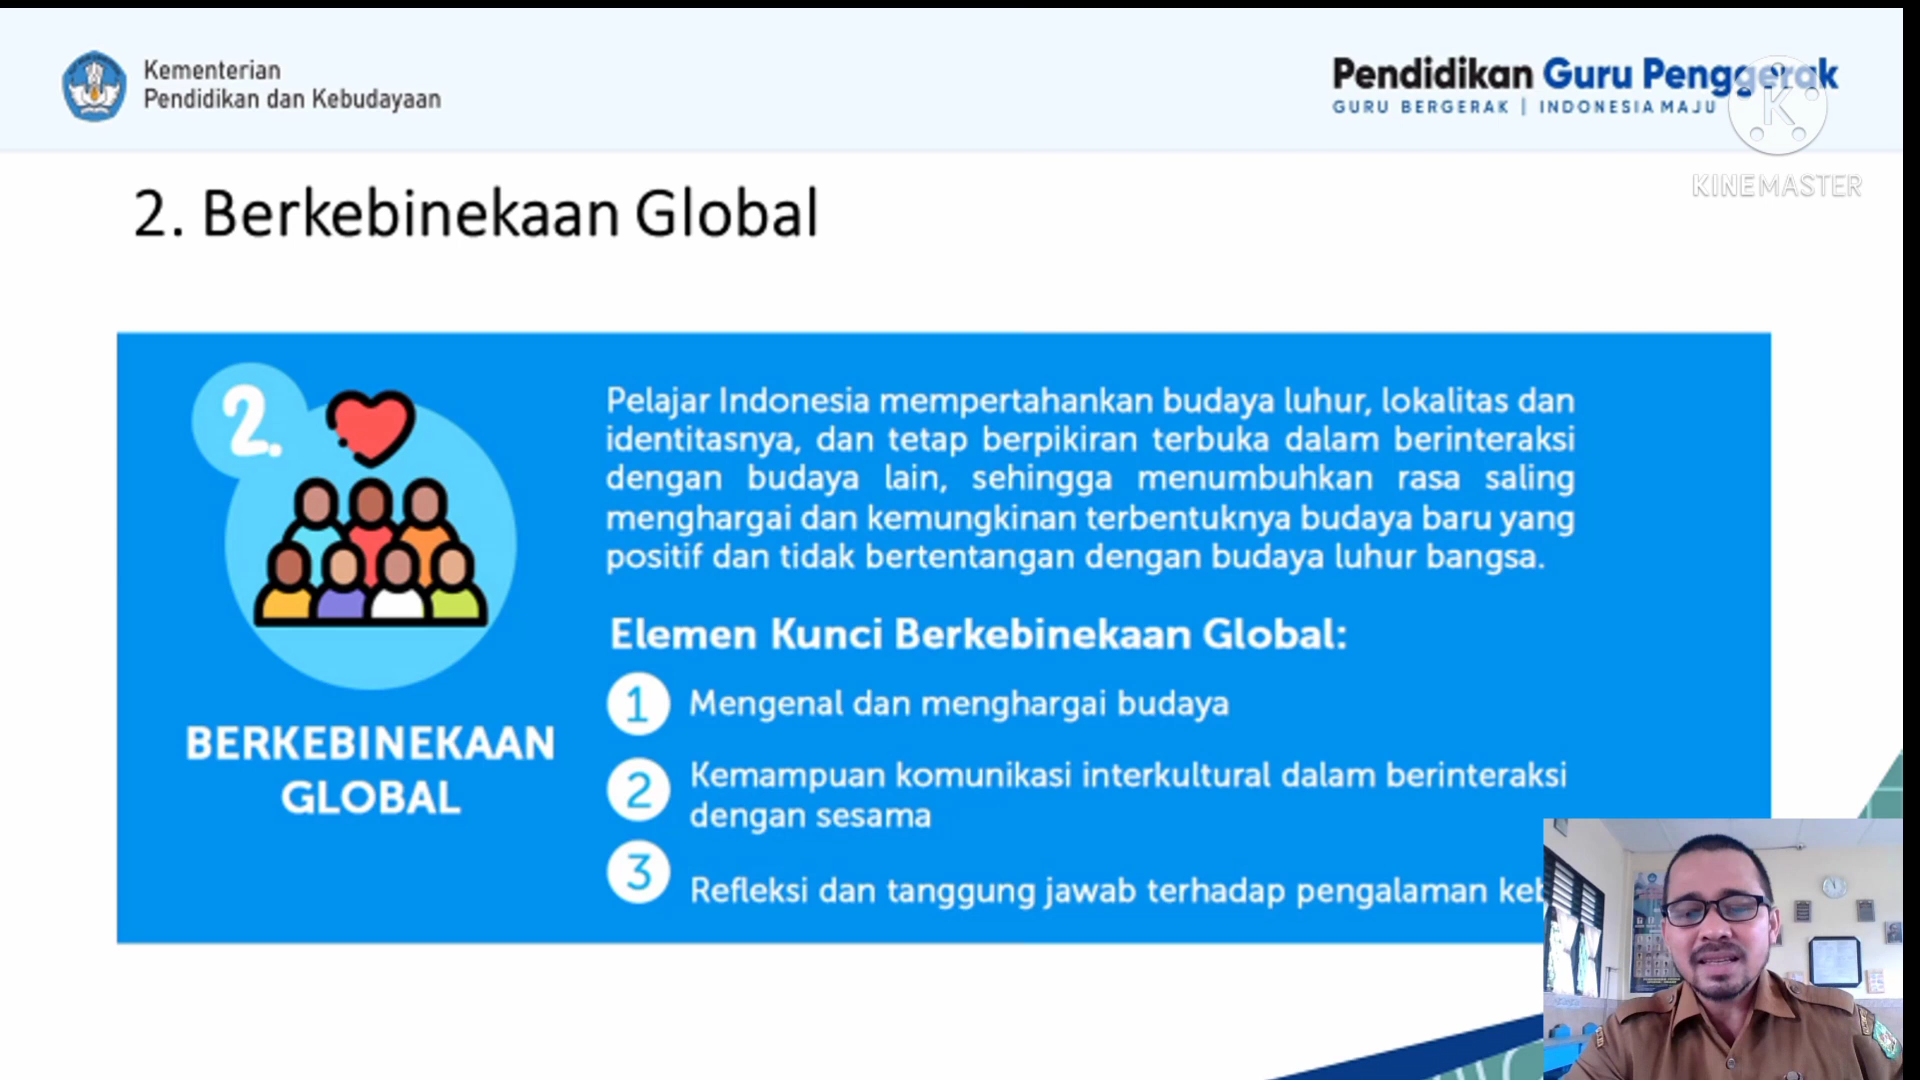 Kementerian
Pendidikan dan Kebudayaan
Pendidikan Guru Penggerak
GURU BERGERAK | INDONESIA MAJU
K
KINEMASTER
2. Berkebinekaan Global
2.
BERKEBINEKAAN
GLOBAL
Pelajar Indonesia mempertahankan budaya luhur, lokalitas dan
identitasnya, dan tetap berpikiran terbuka dalam berinteraksi
dengan budaya lain, sehingga menumbuhkan rasa saling
menghargai dan kemungkinan terbentuknya budaya baru yang
positif dan tidak bertentangan dengan budaya luhur bangsa.
Elemen Kunci Berkebinekaan Global:
1 Mengenal dan menghargai budaya
2 Kemampuan komunikasi interkultural dalam berinteraksi
dengan sesama
3 Refleksi dan tanggung jawab terhadap pengalaman